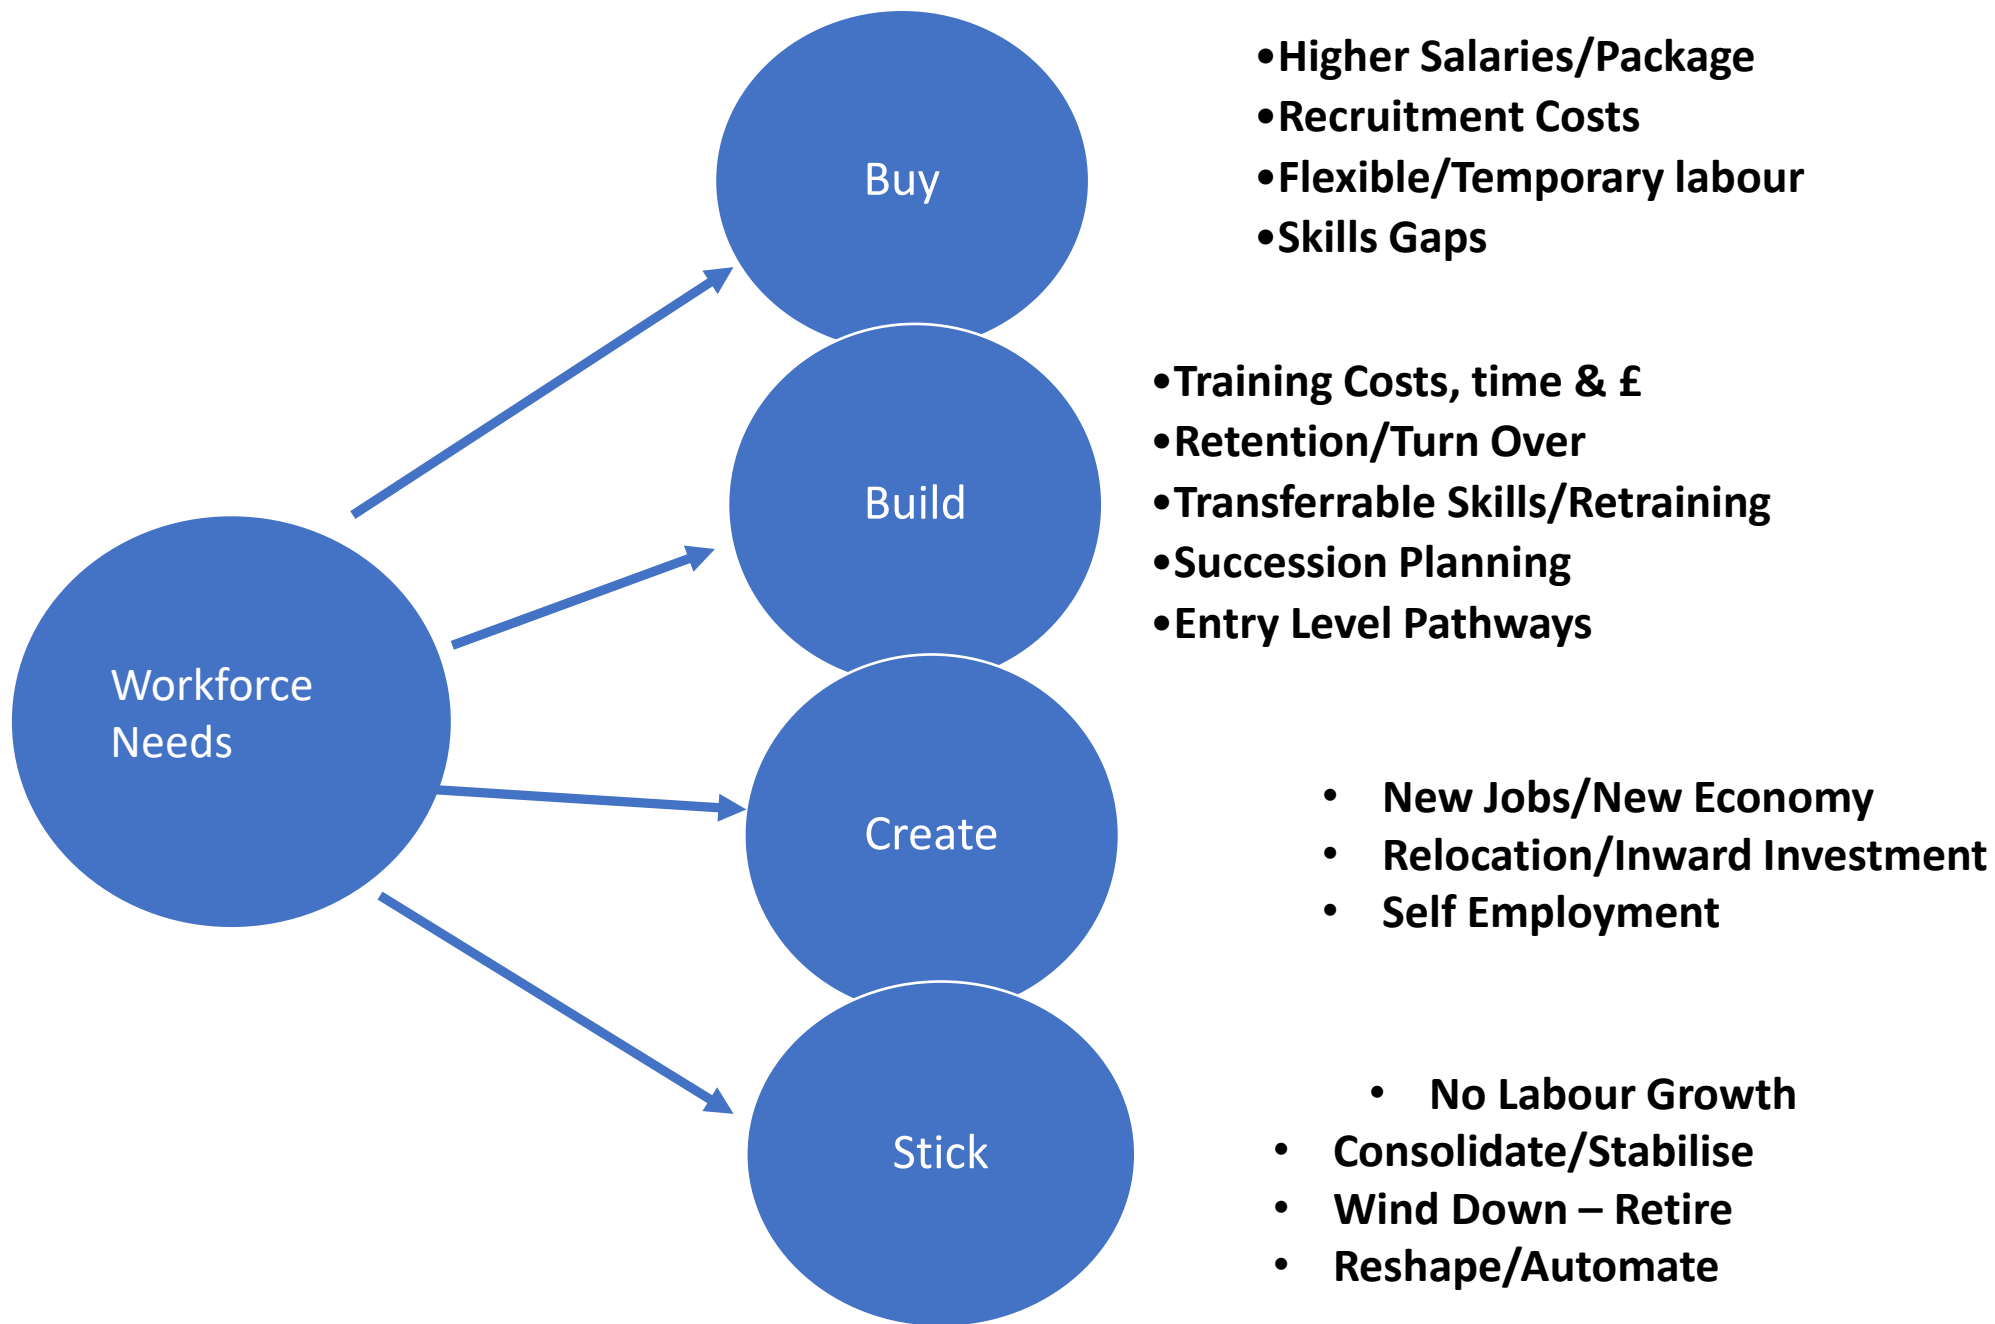 Workforce
Needs
Buy
•Higher Salaries/Package
•Recruitment Costs
•Flexible/Temporary labour
•Skills Gaps
Build
•Training Costs, time & £
•Retention/Turn Over
•Transferrable Skills/Retraining
•Succession Planning
•Entry Level Pathways
Create
• New Jobs/New Economy
• Relocation/Inward Investment
• Self Employment
Stick
• No Labour Growth
• Consolidate/Stabilise
• Wind Down – Retire
• Reshape/Automate